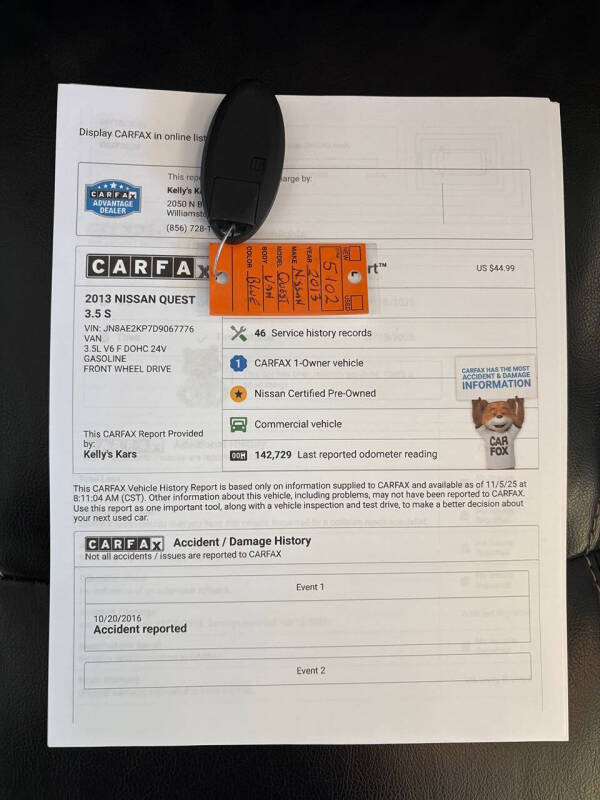 Display CARFAX in online list
CARFAX
ADVANTAGE
DEALER
This repo
arge by:
Kelly's Ka
2050 N B
Williamsto
(856) 728-1
CARFAX
rt™
US $44.99
NEW
USED
5102
YEAR 2013
MAKE Nissan
MODEL Quest
BODY Van
COLOR Blue
2013 NISSAN QUEST
3.5 S
VIN: JN8AE2KP7D9067776
VAN
3.5L V6 F DOHC 24V
GASOLINE
FRONT WHEEL DRIVE
This CARFAX Report Provided
by:
Kelly's Kars
46 Service history records
1 CARFAX 1-Owner vehicle
Nissan Certified Pre-Owned
Commercial vehicle
142,729 Last reported odometer reading
CARFAX HAS THE MOST
ACCIDENT & DAMAGE
INFORMATION
CAR
FOX
This CARFAX Vehicle History Report is based only on information supplied to CARFAX and available as of 11/5/25 at
8:11:04 AM (CST). Other information about this vehicle, including problems, may not have been reported to CARFAX.
Use this report as one important tool, along with a vehicle inspection and test drive, to make a better decision about
your next used car.
CARFAX Accident / Damage History
Not all accidents / issues are reported to CARFAX
Event 1
10/20/2016
Accident reported
Event 2